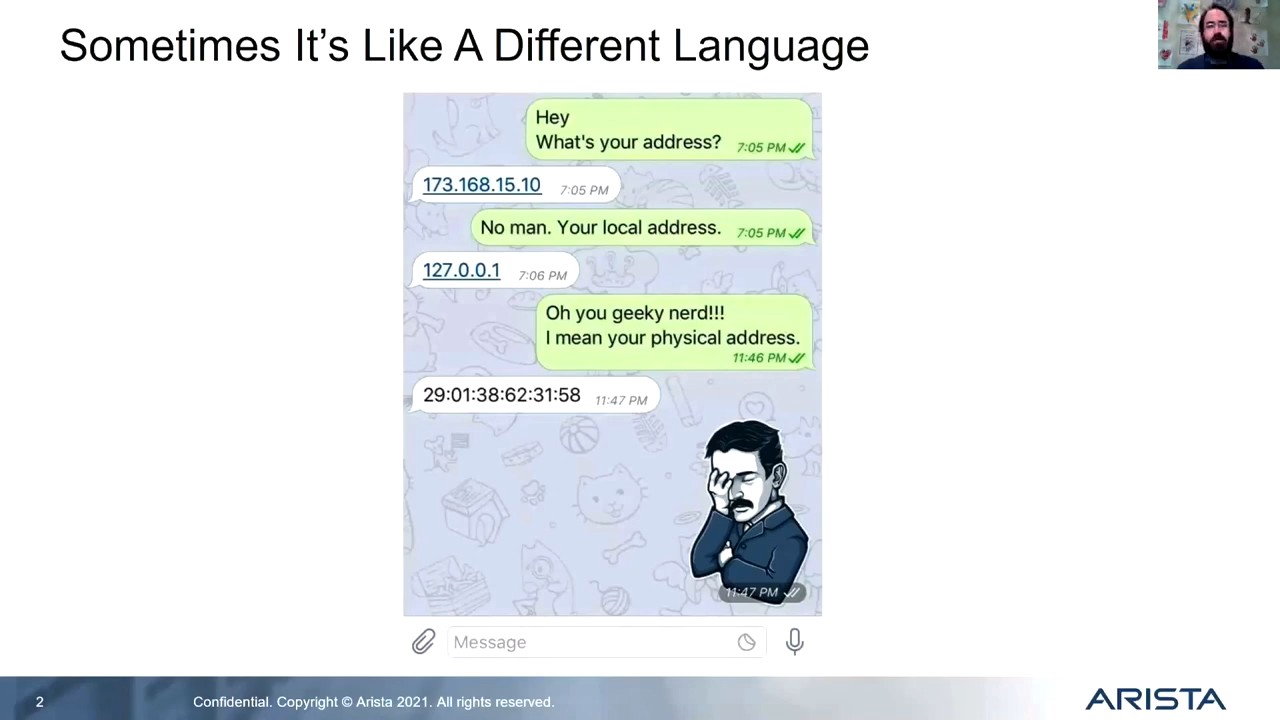 Sometimes It's Like A Different Language
Hey
What's your address? 7:05 PM
173.168.15.10 7:05 PM
No man. Your local address. 7:05 PM
127.0.0.1 7:06 PM
Oh you geeky nerd!!!
I mean your physical address.
11:46 PM
29:01:38:62:31:58 11:47 PM
11:47 PM
Message
2 Confidential. Copyright © Arista 2021. All rights reserved. ARISTA